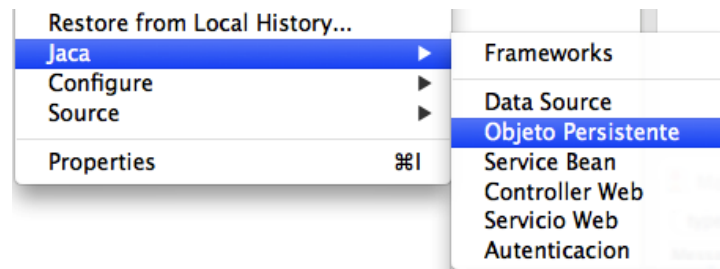 Restore from Local History...
Jaca
Configure
Source
Properties ⌘I
Frameworks
Data Source
Objeto Persistente
Service Bean
Controller Web
Servicio Web
Autenticacion